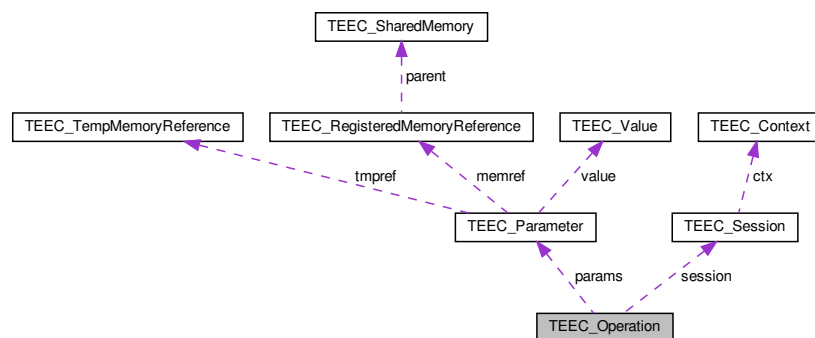 TEEC_SharedMemory
parent
TEEC_TempMemoryReference
TEEC_RegisteredMemoryReference
TEEC_Value
TEEC_Context
tmpref
memref
value
ctx
TEEC_Parameter
TEEC_Session
params
session
TEEC_Operation